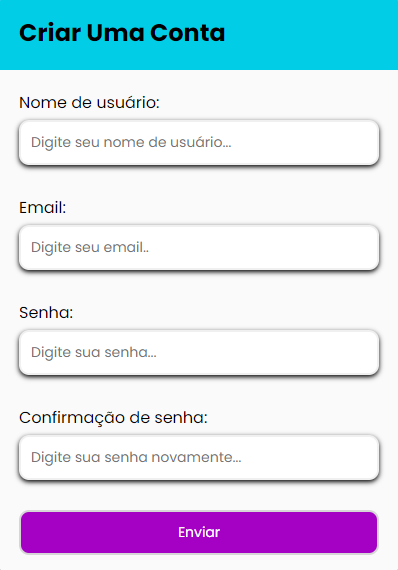 Criar Uma Conta
Nome de usuário:
Digite seu nome de usuário...
Email:
Digite seu email..
Senha:
Digite sua senha...
Confirmação de senha:
Digite sua senha novamente...
Enviar